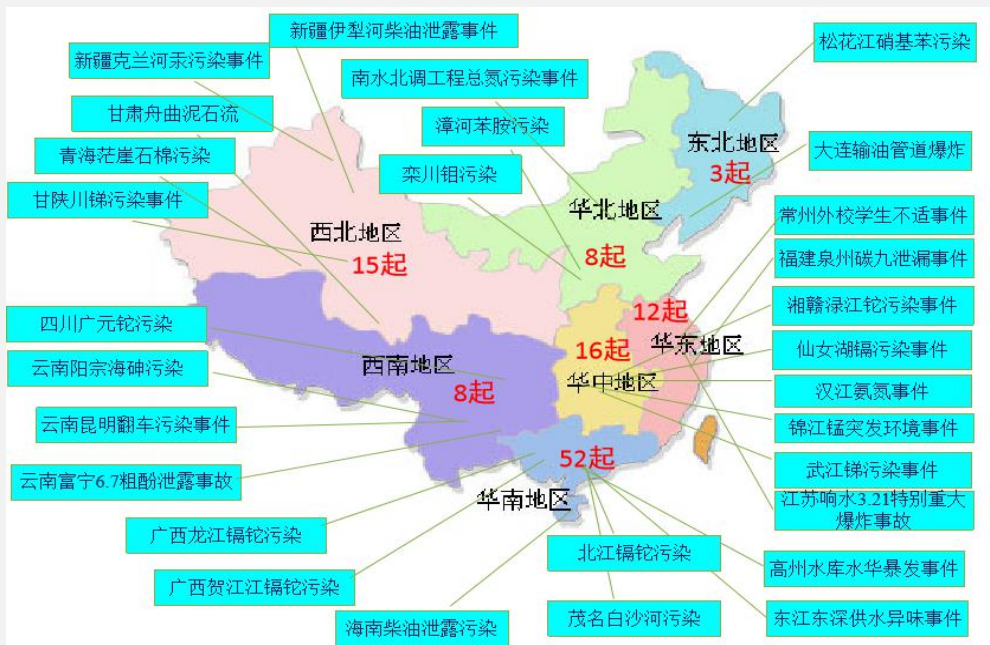 新疆伊犁河柴油泄露事件
松花江硝基苯污染
新疆克兰河汞污染事件
南水北调工程总氮污染事件
甘肃舟曲泥石流
漳河苯胺污染
东北地区
3起
大连输油管道爆炸
青海茫崖石棉污染
栾川钼污染
甘陕川锑污染事件
华北地区
8起
常州外校学生不适事件
西北地区
15起
福建泉州碳九泄漏事件
12起
湘赣渌江铊污染事件
四川广元铊污染
华东地区
16起
仙女湖镉污染事件
云南阳宗海砷污染
西南地区
8起
华中地区
汉江氨氮事件
云南昆明翻车污染事件
锦江锰突发环境事件
52起
武江锑污染事件
云南富宁6.7粗酚泄露事故
华南地区
江苏响水3.21特别重大
爆炸事故
广西龙江镉铊污染
北江镉铊污染
高州水库水华暴发事件
广西贺江江镉铊污染
海南柴油泄露污染
茂名白沙河污染
东江东深供水异味事件